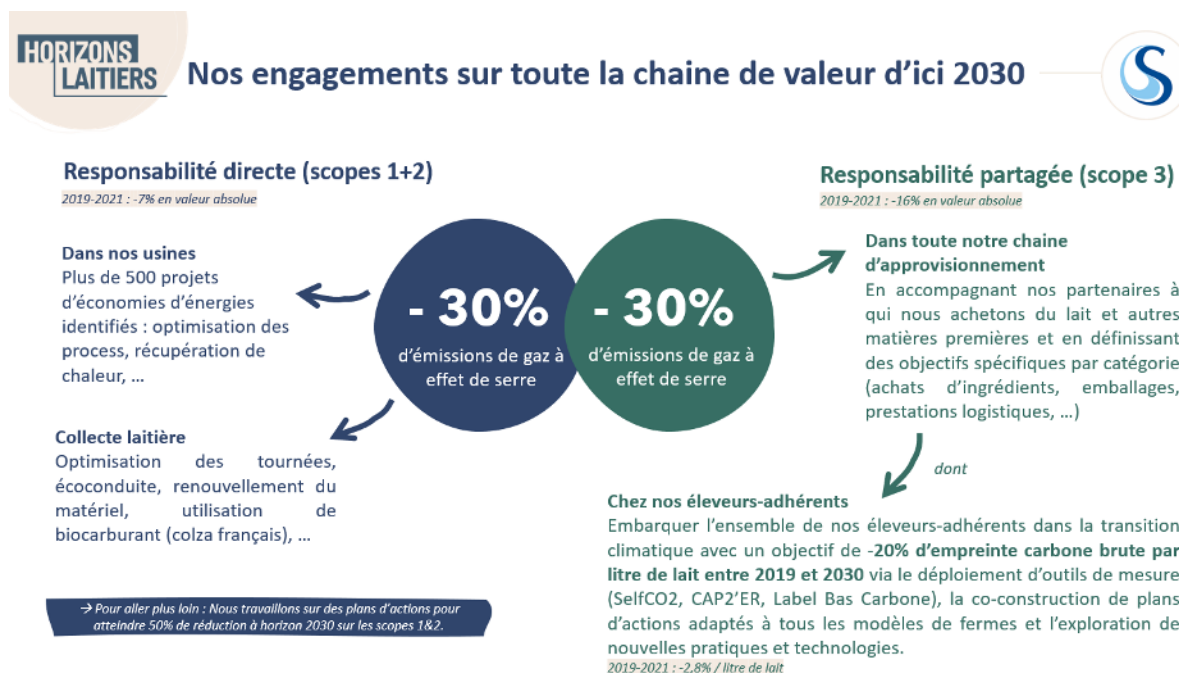 HORIZONS
LAITIERS
Nos engagements sur toute la chaine de valeur d'ici 2030
S
Responsabilité directe (scopes 1+2)
2019-2021 : -7% en valeur absolue
Dans nos usines
Plus de 500 projets
d'économies d'énergies
identifiés : optimisation des
process, récupération de
chaleur, ...
Collecte laitière
Optimisation des tournées,
écoconduite, renouvellement du
matériel, utilisation de
biocarburant (colza français), ...
→ Pour aller plus loin : Nous travaillons sur des plans d'actions pour
atteindre 50% de réduction à horizon 2030 sur les scopes 1&2.
- 30%
d'émissions de gaz à
effet de serre
- 30%
d'émissions de gaz à
effet de serre
Responsabilité partagée (scope 3)
2019-2021 : -16% en valeur absolue
Dans toute notre chaine
d'approvisionnement
En accompagnant nos partenaires à
qui nous achetons du lait et autres
matières premières et en définissant
des objectifs spécifiques par catégorie
(achats d'ingrédients, emballages,
prestations logistiques, ...)
dont
Chez nos éleveurs-adhérents
Embarquer l'ensemble de nos éleveurs-adhérents dans la transition
climatique avec un objectif de -20% d'empreinte carbone brute par
litre de lait entre 2019 et 2030 via le déploiement d'outils de mesure
(SelfCO2, CAP2'ER, Label Bas Carbone), la co-construction de plans
d'actions adaptés à tous les modèles de fermes et l'exploration de
nouvelles pratiques et technologies.
2019-2021 : -2,8% / litre de lait